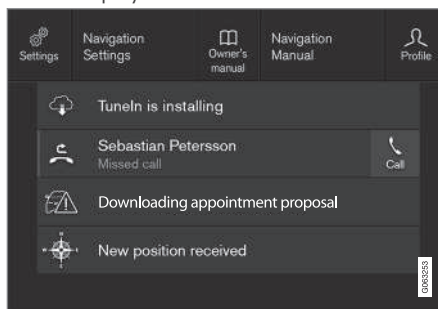 Settings
Navigation
Settings
Owner's
manual
Navigation
Manual
Profile
TuneIn is installing
Sebastian Petersson
Missed call
Call
Downloading appointment proposal
New position received
G063253